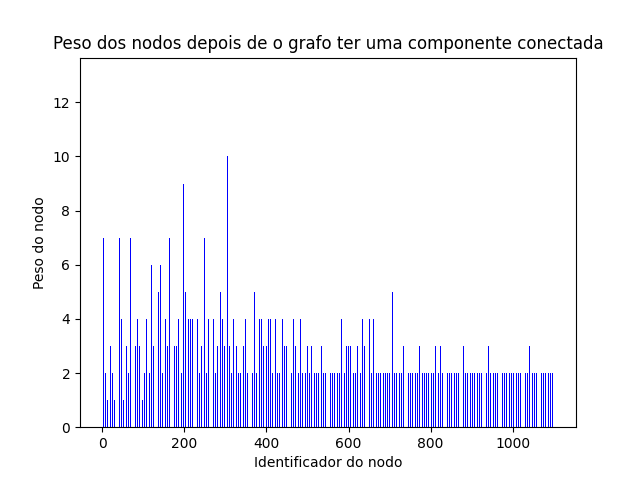 Peso dos nodos depois de o grafo ter uma componente conectada
12
10
8
6
4
2
0
Peso do nodo
0 200 400 600 800 1000
Identificador do nodo